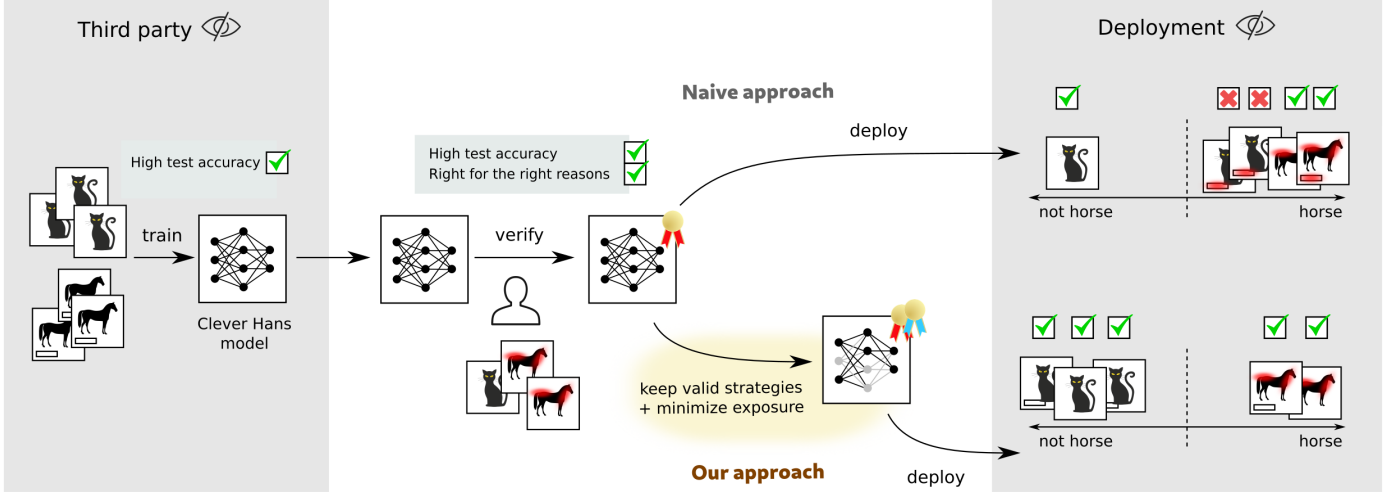 Third party
Deployment
Naive approach
deploy
High test accuracy
High test accuracy
Right for the right reasons
not horse
horse
train
verify
Clever Hans
model
keep valid strategies
+ minimize exposure
not horse
horse
Our approach
deploy